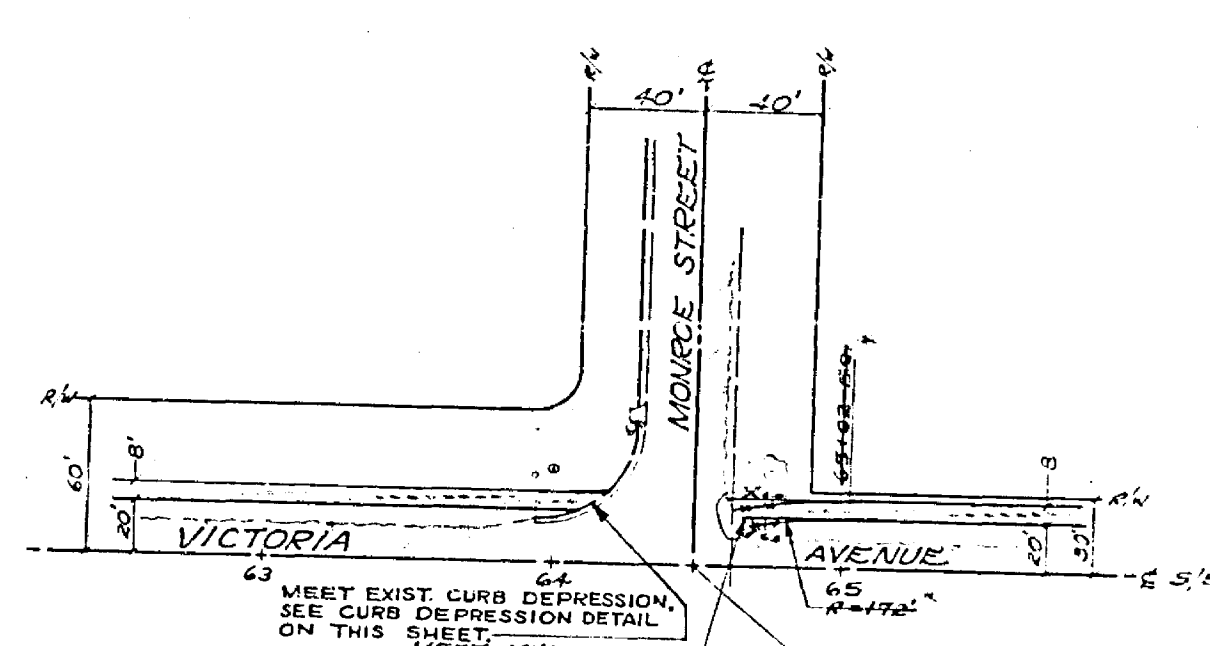 R/W
R/W
40'
40'
MONROE STREET
R/W
60'
8'
20'
VICTORIA
AVENUE
8
20'
30'
R/W
63
64
65
R=172'
MEET EXIST. CURB DEPRESSION,
SEE CURB DEPRESSION DETAIL
ON THIS SHEET.